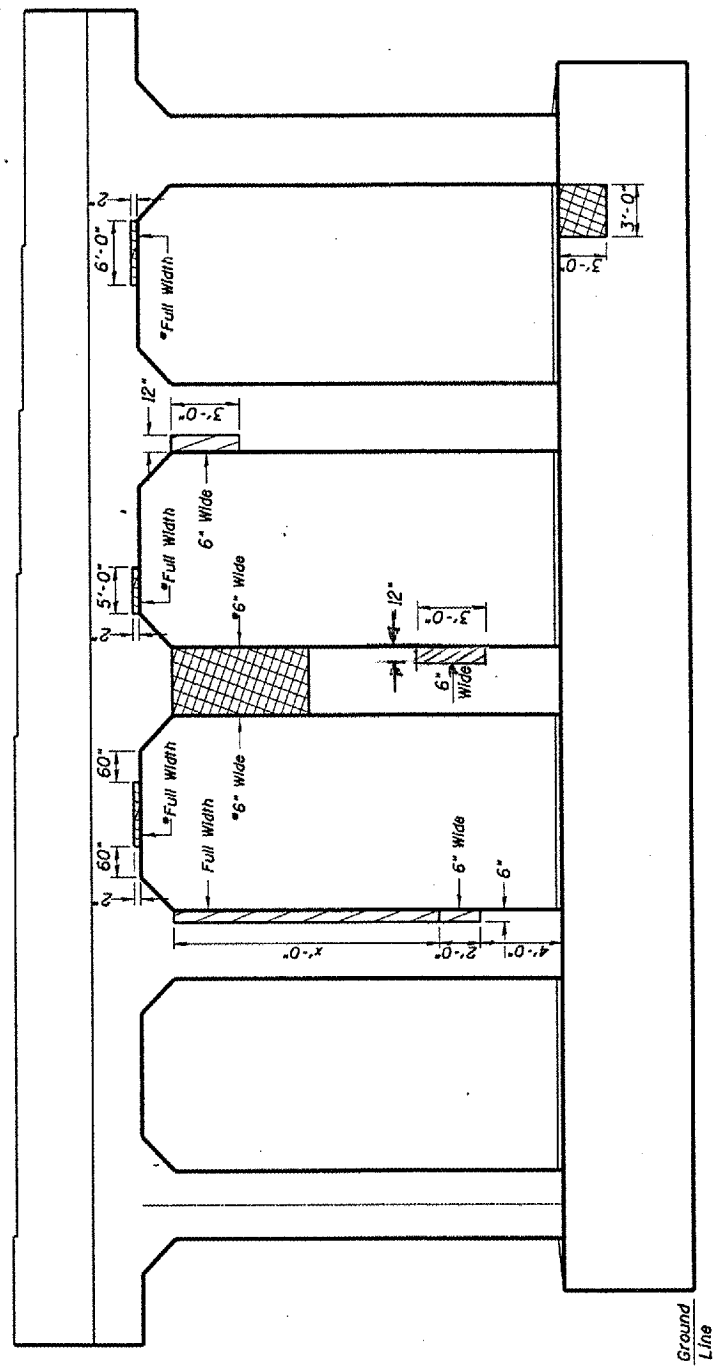 2"
6'-0"
*Full Width
12"
3'-0"
6" Wide
5'-0"
2"
*Full Width
*6" Wide
12"
3'-0"
6"
Wide
3'-0"
3'-0"
60"
60"
2"
*Full Width
*6" Wide
Full Width
6" Wide
6"
x'-0"
2'-0"
4'-0"
Ground
Line